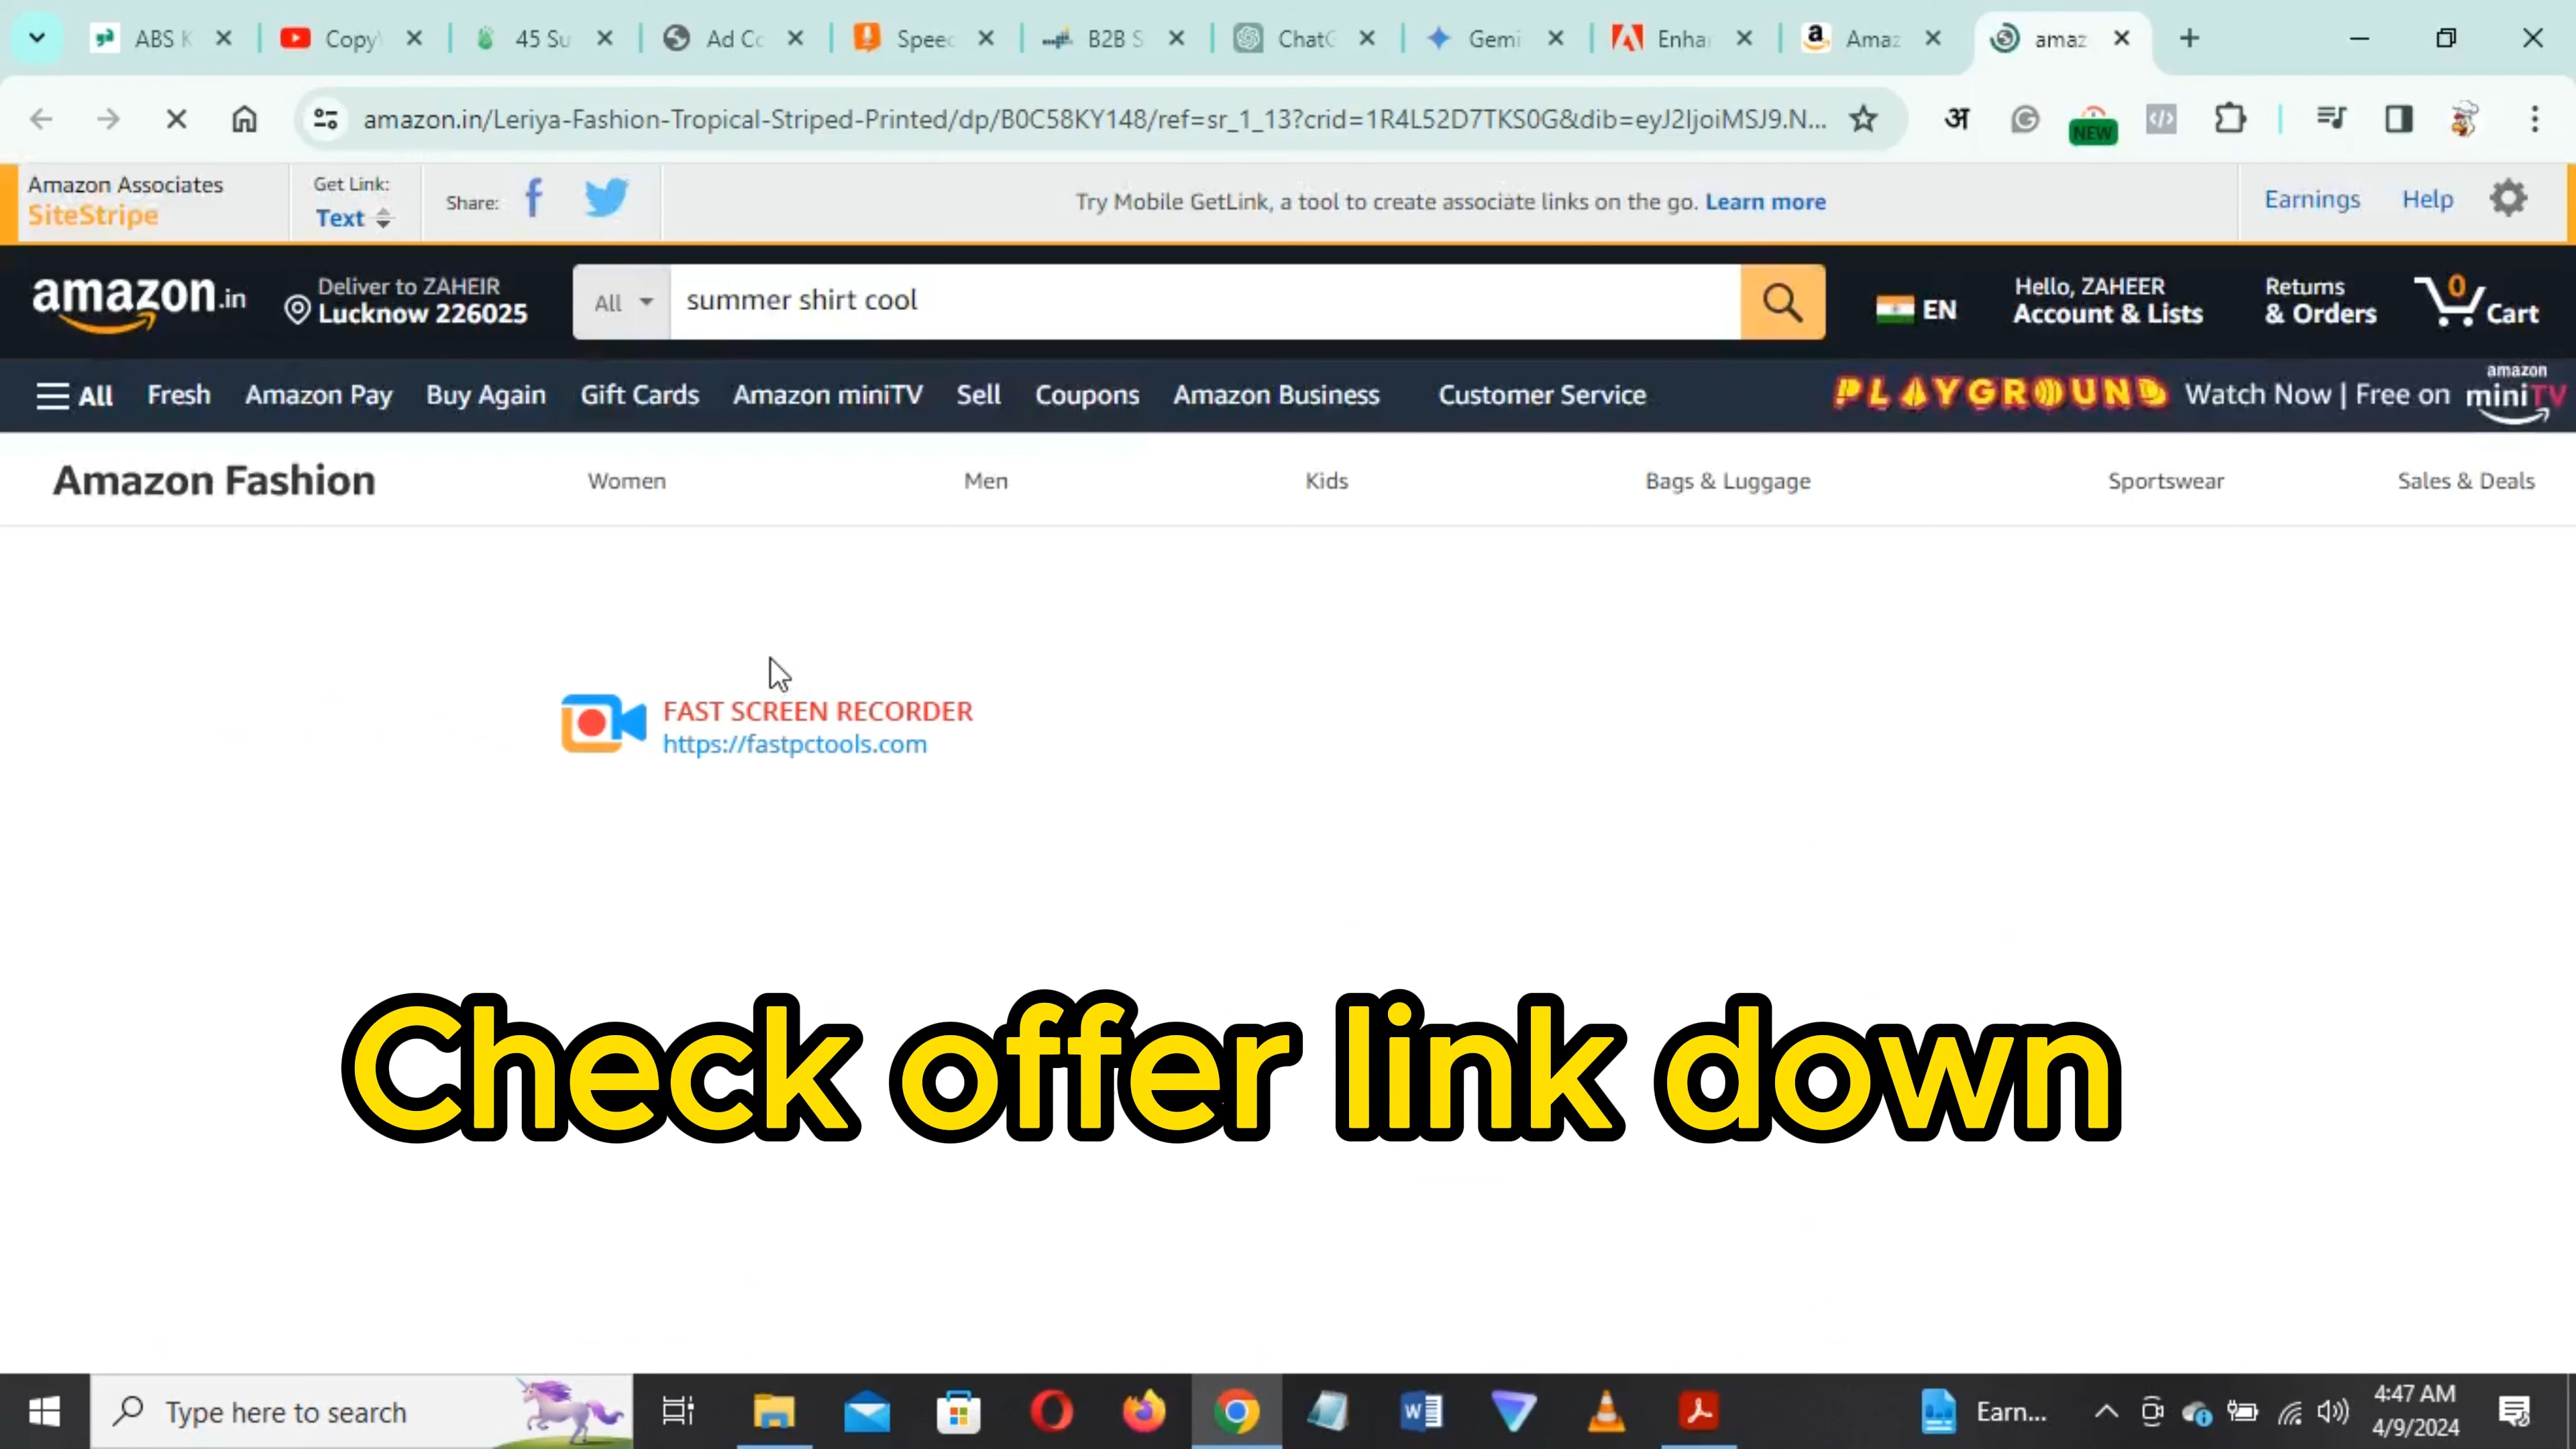 ABS K
Copy
45 Su
Ad Co
Speec
B2B S
ChatG
Gemi
Enha
Amaz
amaz
amazon.in/Leriya-Fashion-Tropical-Striped-Printed/dp/B0C58KY148/ref=sr_1_13?crid=1R4L52D7TKS0G&dib=eyJ2IjoiMSJ9.N...
अ
NEW
Amazon Associates
SiteStripe
Get Link:
Text
Share:
Try Mobile GetLink, a tool to create associate links on the go. Learn more
Earnings
Help
amazon.in
Deliver to ZAHEIR
Lucknow 226025
All
summer shirt cool
EN
Hello, ZAHEER
Account & Lists
Returns
& Orders
0
Cart
All
Fresh
Amazon Pay
Buy Again
Gift Cards
Amazon miniTV
Sell
Coupons
Amazon Business
Customer Service
PLAYGROUND
Watch Now | Free on
amazon
miniTV
Amazon Fashion
Women
Men
Kids
Bags & Luggage
Sportswear
Sales & Deals
FAST SCREEN RECORDER
https://fastpctools.com
Check offer link down
Type here to search
Earn...
4:47 AM
4/9/2024